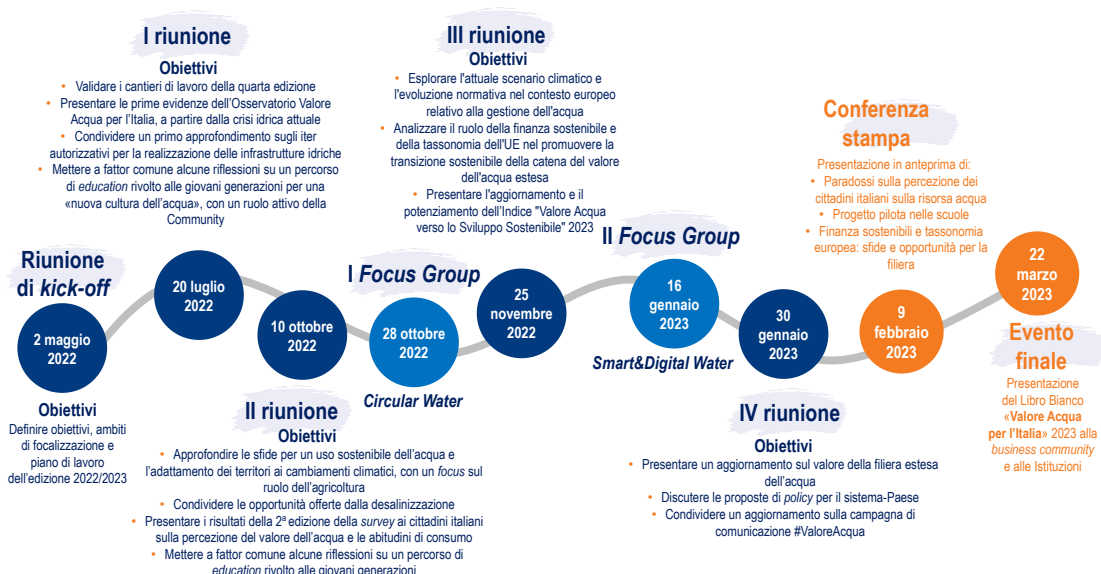 Riunione
di kick-off
2 maggio
2022
Obiettivi
Definire obiettivi, ambiti
di focalizzazione e
piano di lavoro
dell'edizione 2022/2023
I riunione
Obiettivi
• Validare i cantieri di lavoro della quarta edizione
• Presentare le prime evidenze dell'Osservatorio Valore
Acqua per l'Italia, a partire dalla crisi idrica attuale
• Condividere un primo approfondimento sugli iter
autorizzativi per la realizzazione delle infrastrutture idriche
• Mettere a fattor comune alcune riflessioni su un percorso
di education rivolto alle giovani generazioni per una
«nuova cultura dell'acqua», con un ruolo attivo della
Community
20 luglio
2022
10 ottobre
2022
II riunione
Obiettivi
• Approfondire le sfide per un uso sostenibile dell'acqua e
l'adattamento dei territori ai cambiamenti climatici, con un focus sul
ruolo dell'agricoltura
• Condividere le opportunità offerte dalla desalinizzazione
• Presentare i risultati della 2ª edizione della survey ai cittadini italiani
sulla percezione del valore dell'acqua e le abitudini di consumo
• Mettere a fattor comune alcune riflessioni su un percorso di
education rivolto alle giovani generazioni
I Focus Group
28 ottobre
2022
Circular Water
III riunione
Obiettivi
• Esplorare l'attuale scenario climatico e
l'evoluzione normativa nel contesto europeo
relativo alla gestione dell'acqua
• Analizzare il ruolo della finanza sostenibile e
della tassonomia dell'UE nel promuovere la
transizione sostenibile della catena del valore
dell'acqua estesa
• Presentare l'aggiornamento e il
potenziamento dell'Indice "Valore Acqua
verso lo Sviluppo Sostenibile" 2023
25
novembre
2022
II Focus Group
16
gennaio
2023
Smart&Digital Water
30
gennaio
2023
IV riunione
Obiettivi
• Presentare un aggiornamento sul valore della filiera estesa
dell'acqua
• Discutere le proposte di policy per il sistema-Paese
• Condividere un aggiornamento sulla campagna di
comunicazione #ValoreAcqua
Conferenza
stampa
Presentazione in anteprima di:
• Paradossi sulla percezione dei
cittadini italiani sulla risorsa acqua
• Progetto pilota nelle scuole
• Finanza sostenibili e tassonomia
europea: sfide e opportunità per la
filiera
9
febbraio
2023
22
marzo
2023
Evento
finale
Presentazione
del Libro Bianco
«Valore Acqua
per l'Italia» 2023 alla
business community
e alle Istituzioni